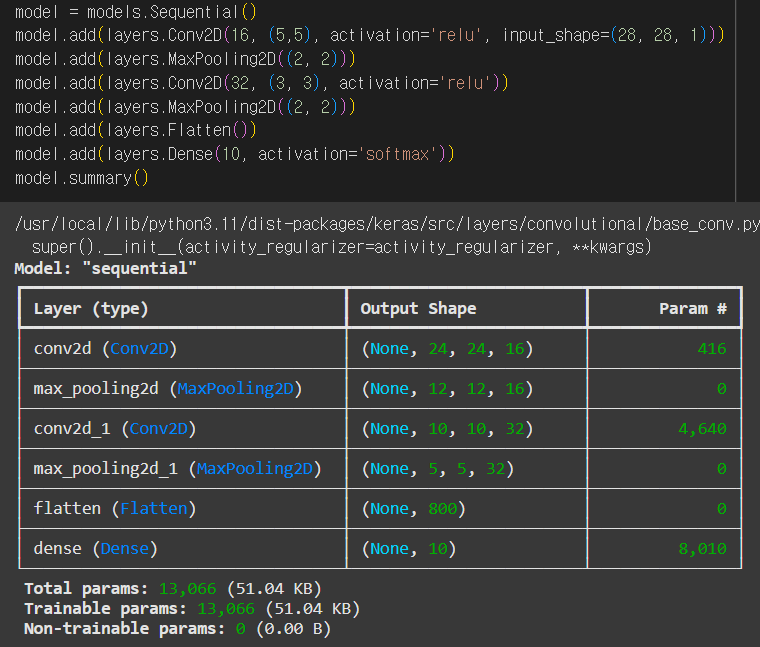 model = models.Sequential()
model.add(layers.Conv2D(16, (5,5), activation='relu', input_shape=(28, 28, 1)))
model.add(layers.MaxPooling2D((2, 2)))
model.add(layers.Conv2D(32, (3, 3), activation='relu'))
model.add(layers.MaxPooling2D((2, 2)))
model.add(layers.Flatten())
model.add(layers.Dense(10, activation='softmax'))
model.summary()
/usr/local/lib/python3.11/dist-packages/keras/src/layers/convolutional/base_conv.py
super().__init__(activity_regularizer=activity_regularizer, **kwargs)
Model: "sequential"
Layer (type) Output Shape Param #
conv2d (Conv2D) (None, 24, 24, 16) 416
max_pooling2d (MaxPooling2D) (None, 12, 12, 16) 0
conv2d_1 (Conv2D) (None, 10, 10, 32) 4,640
max_pooling2d_1 (MaxPooling2D) (None, 5, 5, 32) 0
flatten (Flatten) (None, 800) 0
dense (Dense) (None, 10) 8,010
Total params: 13,066 (51.04 KB)
Trainable params: 13,066 (51.04 KB)
Non-trainable params: 0 (0.00 B)